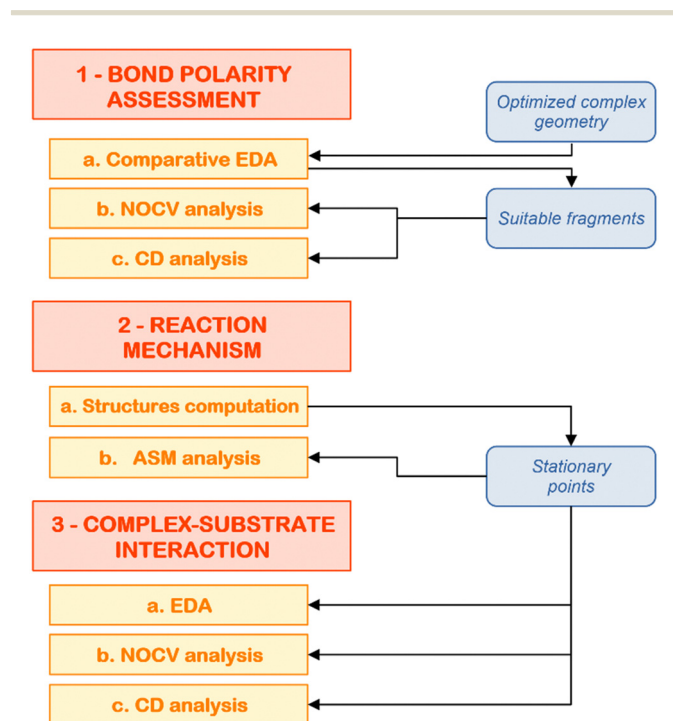 1 - BOND POLARITY
ASSESSMENT
Optimized complex
geometry
a. Comparative EDA
b. NOCV analysis
Suitable fragments
c. CD analysis
2 - REACTION
MECHANISM
a. Structures computation
b. ASM analysis
Stationary
points
3 - COMPLEX-SUBSTRATE
INTERACTION
a. EDA
b. NOCV analysis
c. CD analysis